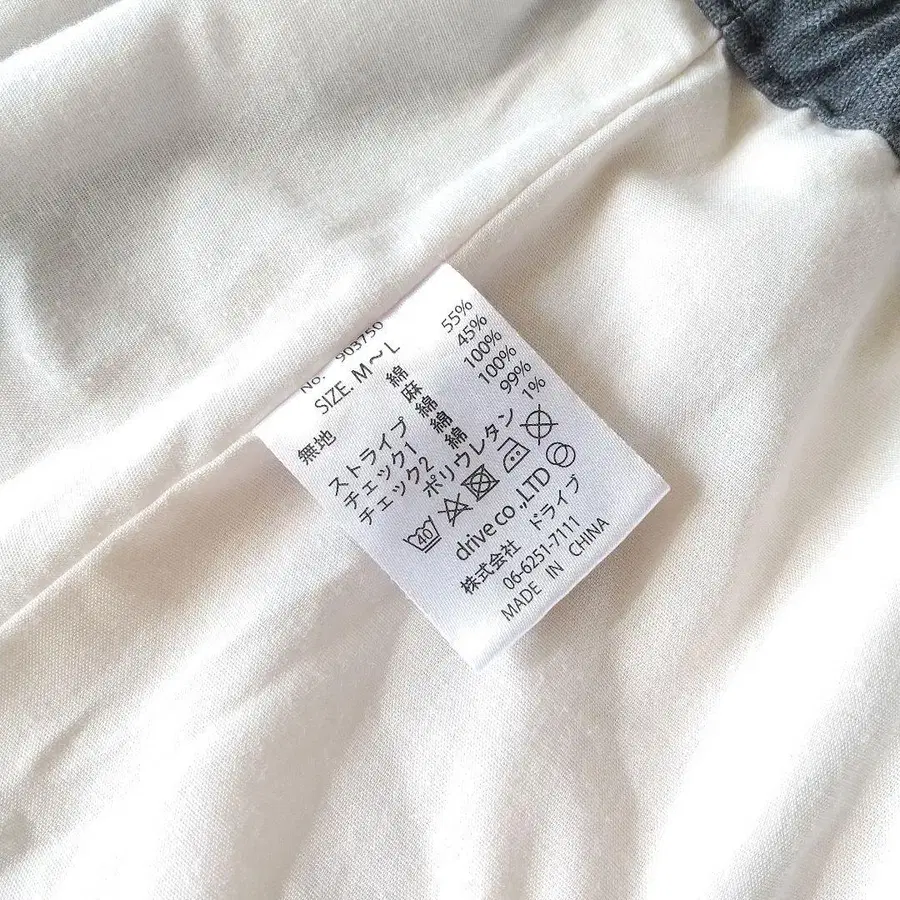 No. 903750
SIZE. M～L
無地 綿 55%
麻 45%
ストライプ 綿 100%
チェック1 綿 100%
チェック2 綿 99%
ポリウレタン 1%
40
drive co.,LTD
株式会社 ドライブ
06-6251-7111
MADE IN CHINA